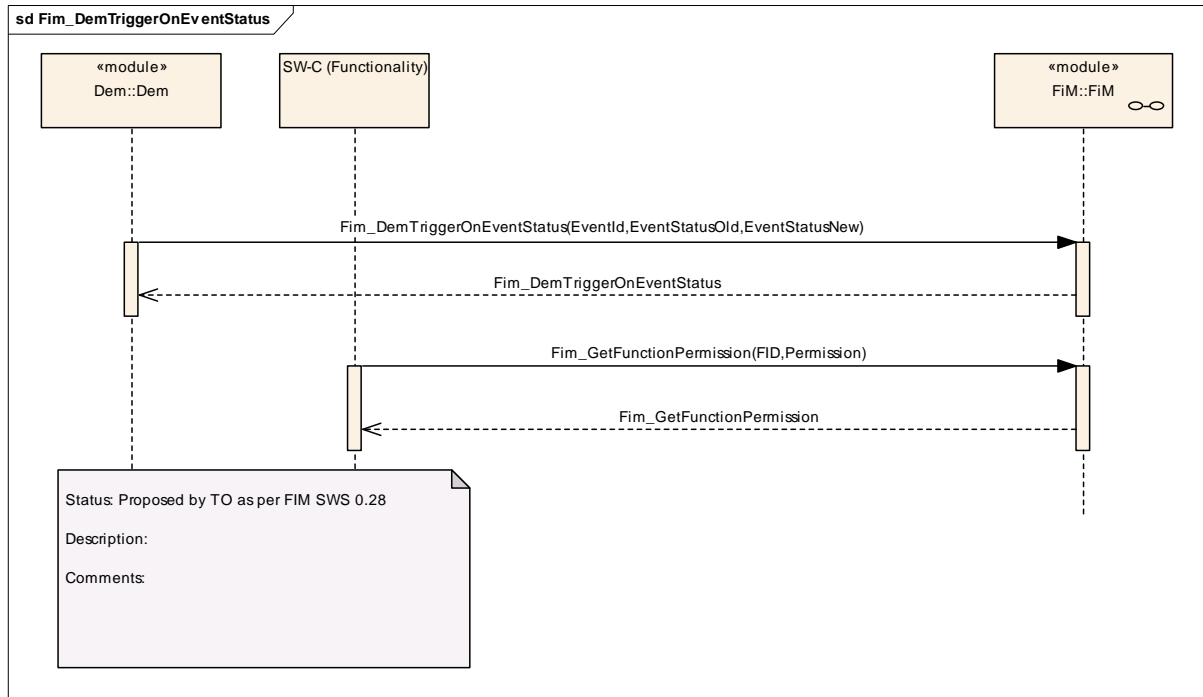 sd Fim_DemTriggerOnEventStatus
«module»
Dem::Dem
SW-C (Functionality)
«module»
FiM::FiM
Fim_DemTriggerOnEventStatus(EventId,EventStatusOld,EventStatusNew)
Fim_DemTriggerOnEventStatus
Fim_GetFunctionPermission(FID,Permission)
Fim_GetFunctionPermission
Status: Proposed by TO as per FIM SWS 0.28
Description:
Comments: